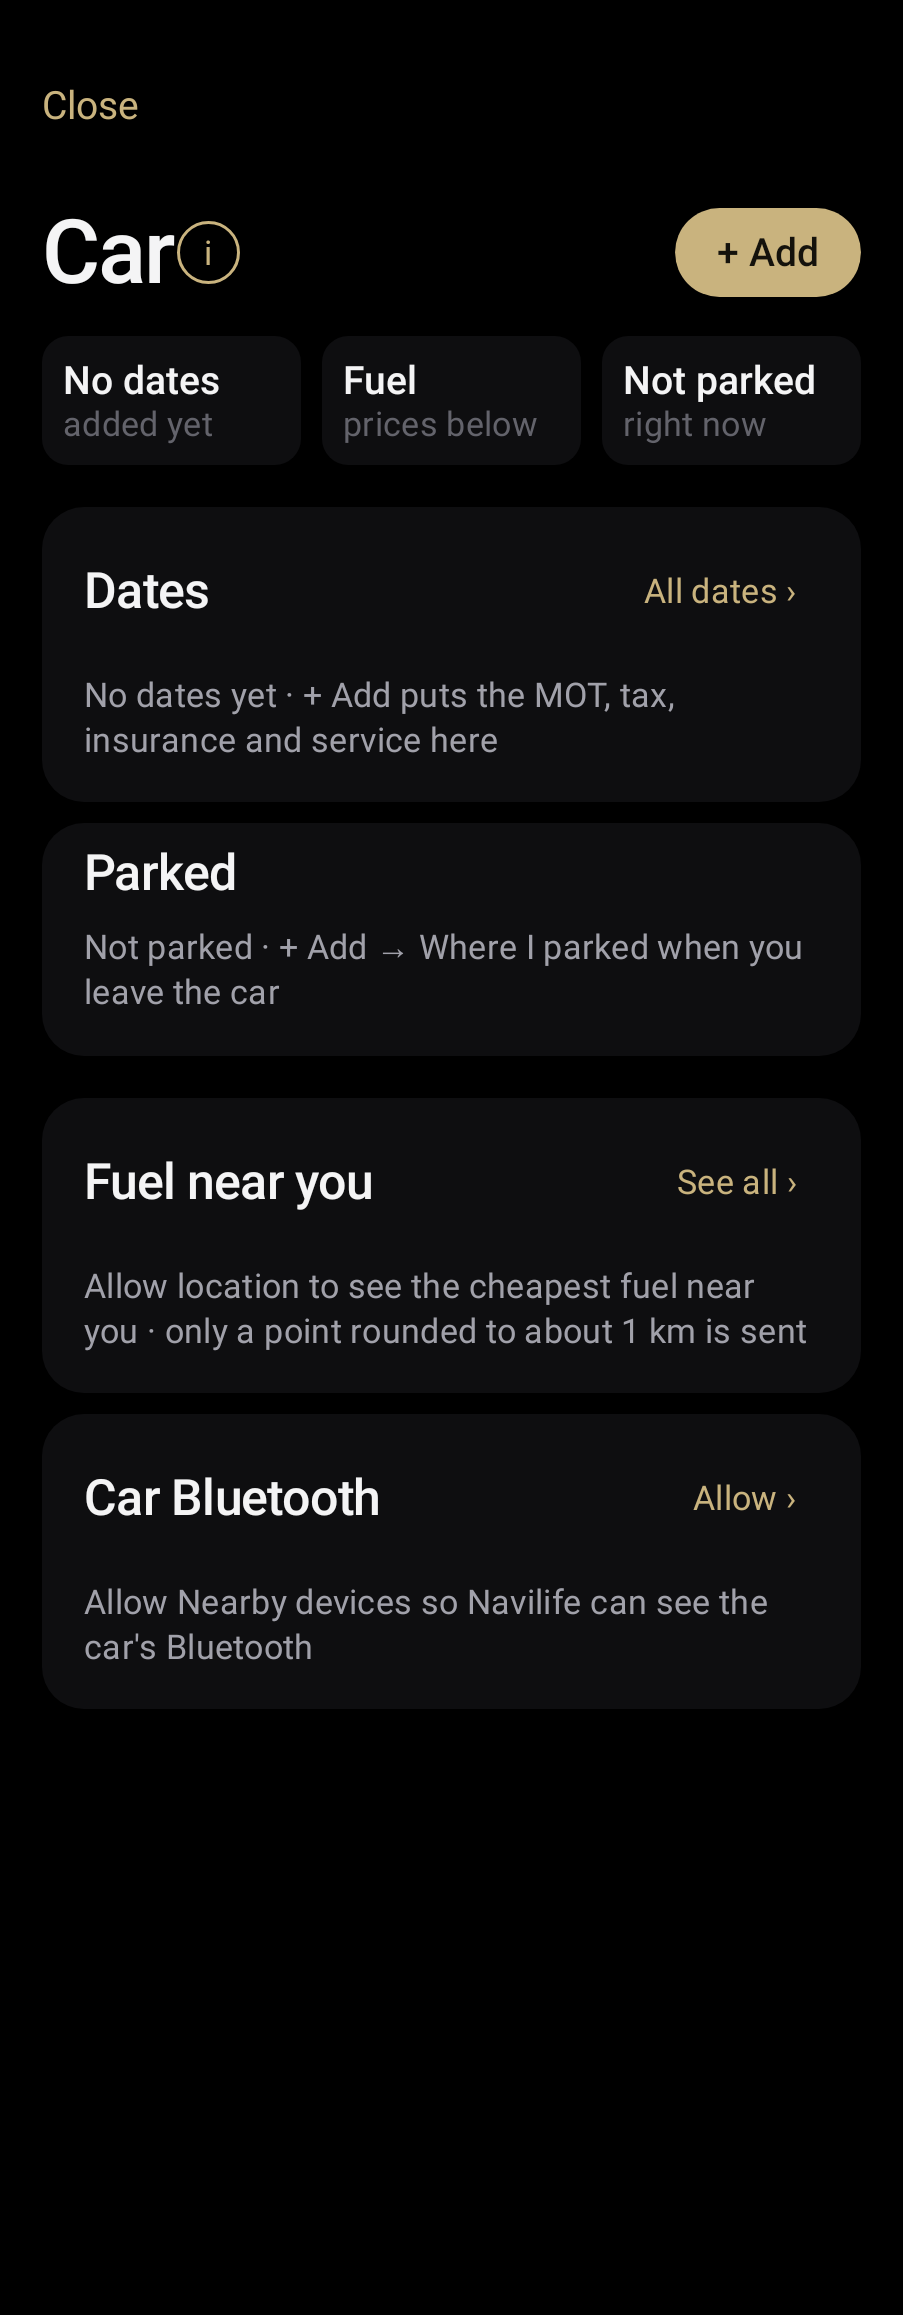 Close
Car i
+ Add
No dates
added yet
Fuel
prices below
Not parked
right now
Dates
All dates ›
No dates yet · + Add puts the MOT, tax,
insurance and service here
Parked
Not parked · + Add → Where I parked when you
leave the car
Fuel near you
See all ›
Allow location to see the cheapest fuel near
you · only a point rounded to about 1 km is sent
Car Bluetooth
Allow ›
Allow Nearby devices so Navilife can see the
car's Bluetooth